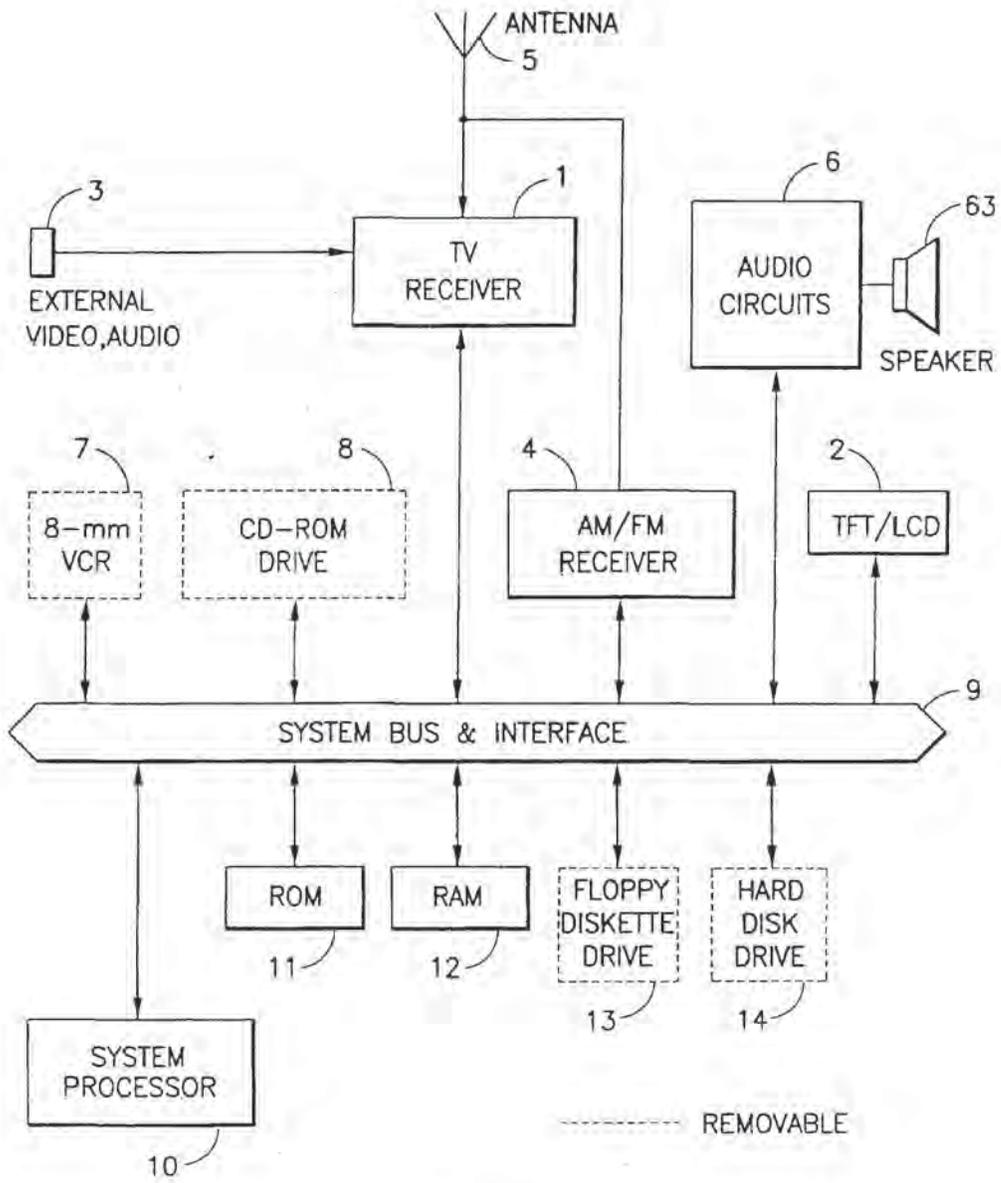 ANTENNA
5
3
1
6
63
TV
RECEIVER
AUDIO
CIRCUITS
EXTERNAL
VIDEO,AUDIO
SPEAKER
7
8
4
2
8-mm
VCR
CD-ROM
DRIVE
AM/FM
RECEIVER
TFT/LCD
9
SYSTEM BUS & INTERFACE
ROM
RAM
FLOPPY
DISKETTE
DRIVE
HARD
DISK
DRIVE
11
12
13
14
SYSTEM
PROCESSOR
REMOVABLE
10